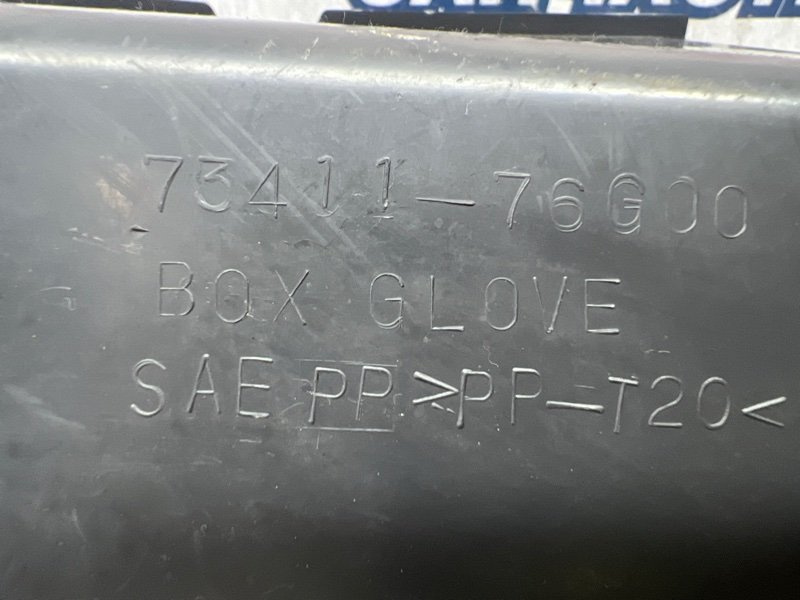 73411-76G00
BOX GLOVE
SAE PP >PP-T20<